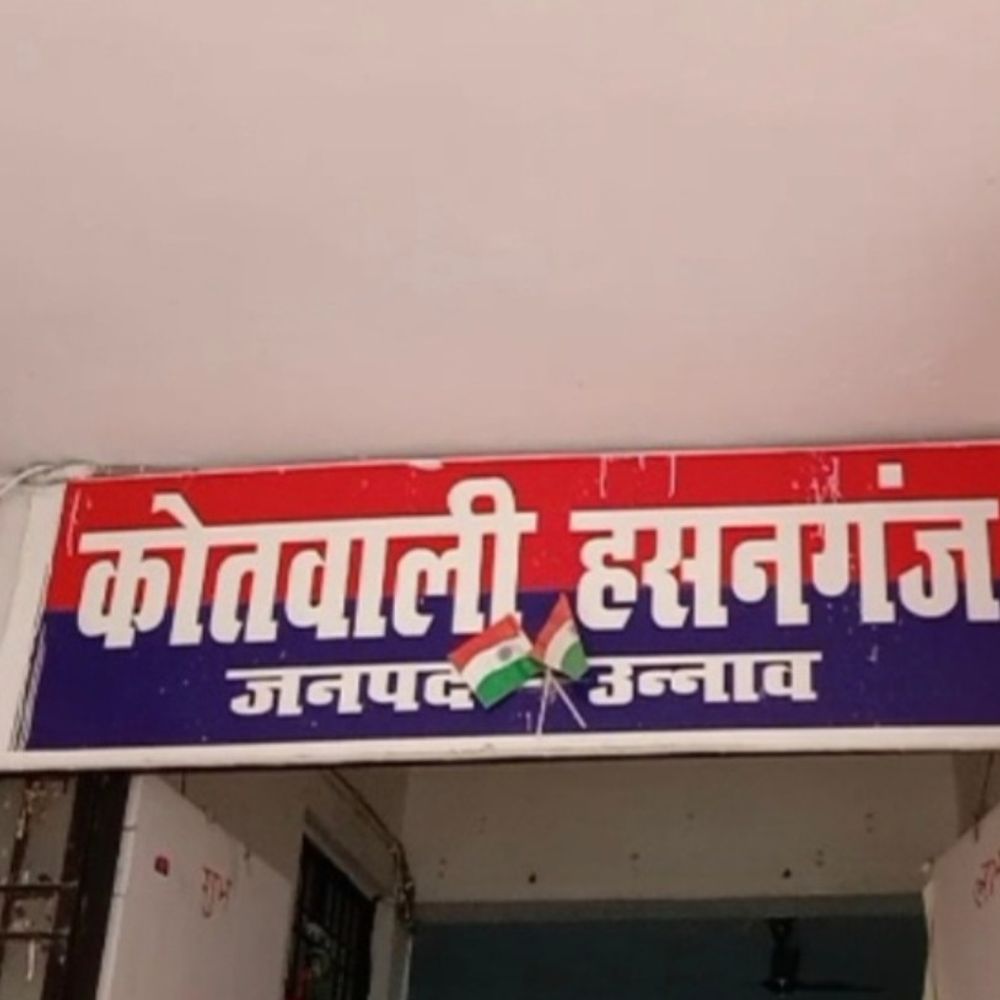 कोतवाली हसनगंज
जनपद - उन्नाव
शुभ